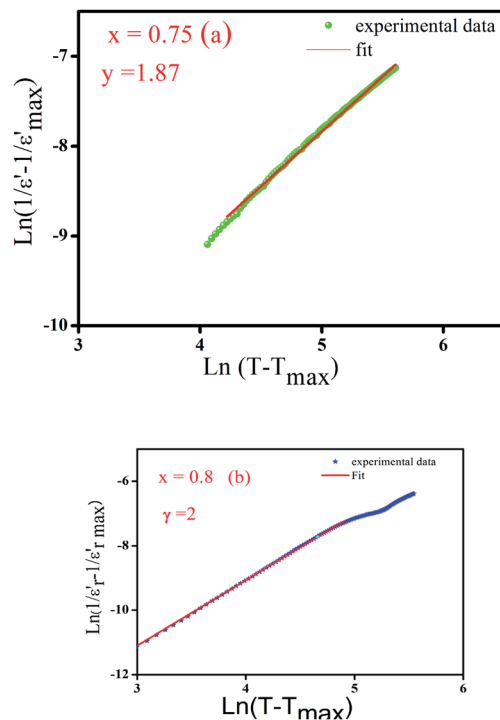 x = 0.75 (a)
experimental data
fit
y =1.87
Ln(1/ε'-1/ε'max)
-7
-8
-9
-10
3
4
5
6
Ln (T-Tmax)
x = 0.8 (b)
experimental data
Fit
γ =2
Ln(1/ε'r-1/ε'r max)
-6
-8
-10
-12
3
4
5
6
Ln(T-Tmax)